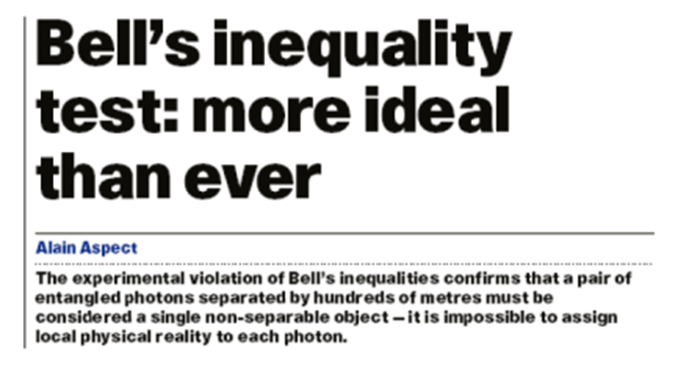 Bell’s inequality
test: more ideal
than ever
Alain Aspect
The experimental violation of Bell’s inequalities confirms that a pair of
entangled photons separated by hundreds of metres must be
considered a single non-separable object — it is impossible to assign
local physical reality to each photon.